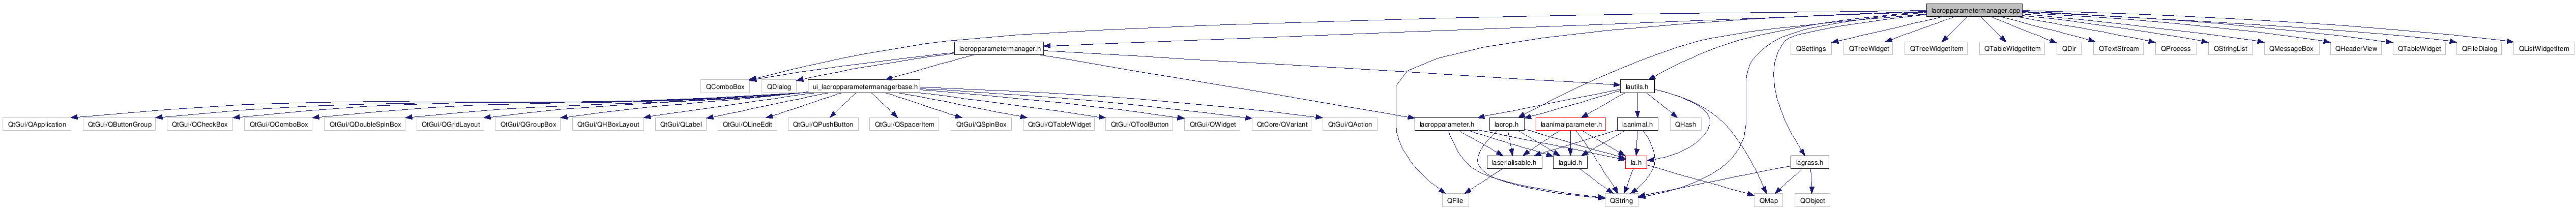 lacropparametermanager.cpp
lacropparametermanager.h
QSettings
QTreeWidget
QTreeWidgetItem
QTableWidgetItem
QDir
QTextStream
QProcess
QStringList
QMessageBox
QHeaderView
QTableWidget
QFileDialog
QListWidgetItem
QComboBox
QDialog
ui_lacropparametermanagerbase.h
lautils.h
QtGui/QApplication
QtGui/QButtonGroup
QtGui/QCheckBox
QtGui/QComboBox
QtGui/QDoubleSpinBox
QtGui/QGridLayout
QtGui/QGroupBox
QtGui/QHBoxLayout
QtGui/QLabel
QtGui/QLineEdit
QtGui/QPushButton
QtGui/QSpacerItem
QtGui/QSpinBox
QtGui/QTableWidget
QtGui/QToolButton
QtGui/QWidget
QtCore/QVariant
QtGui/QAction
lacropparameter.h
lacrop.h
laanimalparameter.h
laanimal.h
QHash
laserialisable.h
laguid.h
la.h
lagrass.h
QFile
QString
QMap
QObject